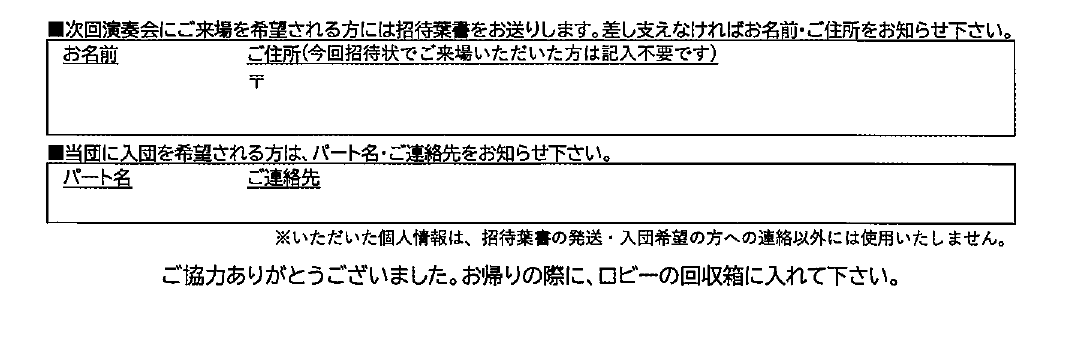 ■次回演奏会にご来場を希望される方には招待葉書をお送りします。差し支えなければお名前・ご住所をお知らせ下さい。
お名前 ご住所(今回招待状でご来場いただいた方は記入不要です)
〒
■当団に入団を希望される方は、パート名・ご連絡先をお知らせ下さい。
パート名 ご連絡先
※いただいた個人情報は、招待葉書の発送・入団希望の方への連絡以外には使用いたしません。
ご協力ありがとうございました。お帰りの際に、ロビーの回収箱に入れて下さい。